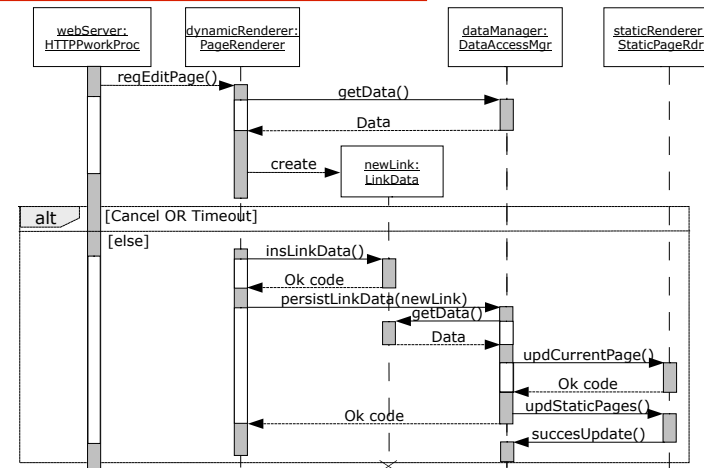 webServer:
HTTPPworkProc
dynamicRenderer:
PageRenderer
dataManager:
DataAccessMgr
staticRenderer
StaticPageRdr
reqEditPage()
getData()
Data
create
newLink:
LinkData
alt
[Cancel OR Timeout]
[else]
insLinkData()
Ok code
persistLinkData(newLink)
getData()
Data
updCurrentPage()
Ok code
updStaticPages()
Ok code
succesUpdate()